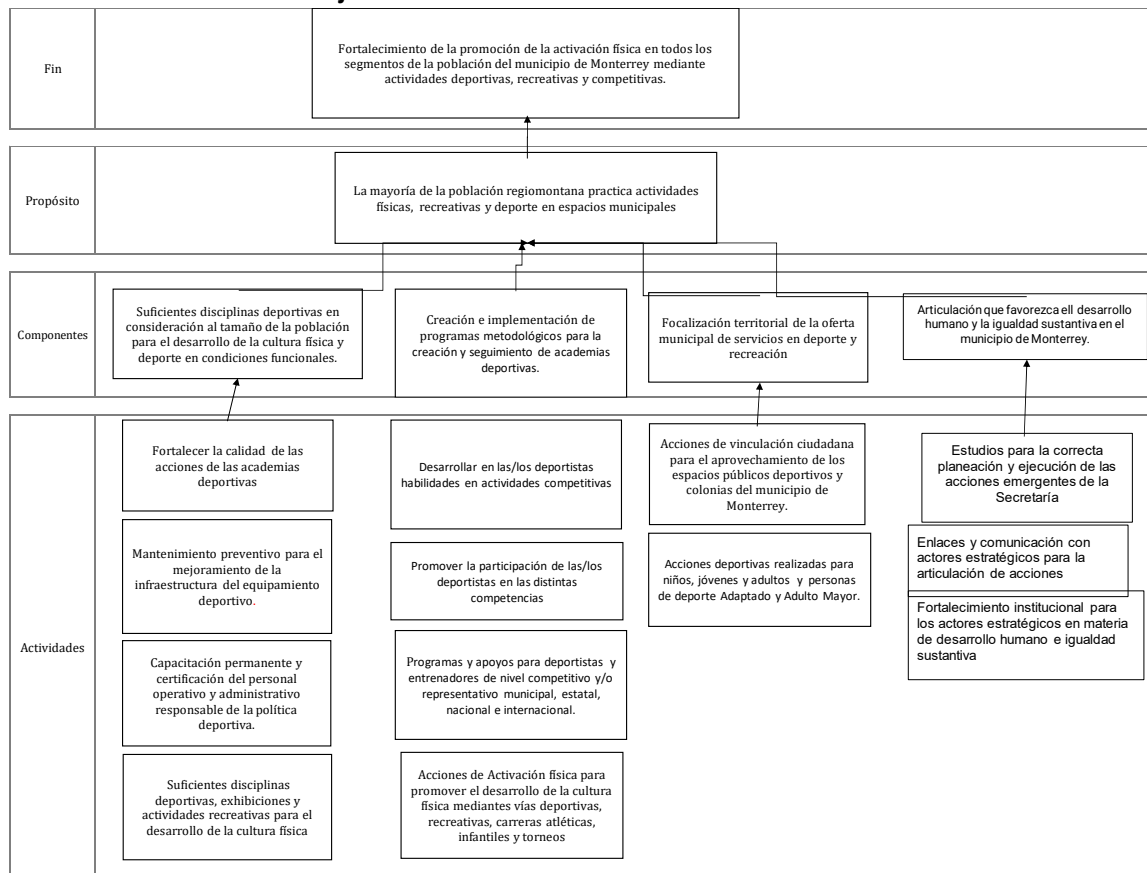 Fin
Fortalecimiento de la promoción de la activación física en todos los
segmentos de la población del municipio de Monterrey mediante
actividades deportivas, recreativas y competitivas.
Propósito
La mayoría de la población regiomontana practica actividades
físicas, recreativas y deporte en espacios municipales
Componentes
Suficientes disciplinas deportivas en
consideración al tamaño de la población
para el desarrollo de la cultura física y
deporte en condiciones funcionales.
Creación e implementación de
programas metodológicos para la
creación y seguimiento de academias
deportivas.
Focalización territorial de la oferta
municipal de servicios en deporte y
recreación
Articulación que favorezca ell desarrollo
humano y la igualdad sustantiva en el
municipio de Monterrey.
Actividades
Fortalecer la calidad de las
acciones de las academias
deportivas
Mantenimiento preventivo para el
mejoramiento de la
infraestructura del equipamiento
deportivo.
Capacitación permanente y
certificación del personal
operativo y administrativo
responsable de la política
deportiva.
Suficientes disciplinas
deportivas, exhibiciones y
actividades recreativas para el
desarrollo de la cultura física
Desarrollar en las/los deportistas
habilidades en actividades competitivas
Promover la participación de las/los
deportistas en las distintas
competencias
Programas y apoyos para deportistas y
entrenadores de nivel competitivo y/o
representativo municipal, estatal,
nacional e internacional.
Acciones de Activación física para
promover el desarrollo de la cultura
física mediantes vías deportivas,
recreativas, carreras atléticas,
infantiles y torneos
Acciones de vinculación ciudadana
para el aprovechamiento de los
espacios públicos deportivos y
colonias del municipio de
Monterrey.
Acciones deportivas realizadas para
niños, jóvenes y adultos y personas
de deporte Adaptado y Adulto Mayor.
Estudios para la correcta
planeación y ejecución de las
acciones emergentes de la
Secretaría
Enlaces y comunicación con
actores estratégicos para la
articulación de acciones
Fortalecimiento institucional para
los actores estratégicos en materia
de desarrollo humano e igualdad
sustantiva